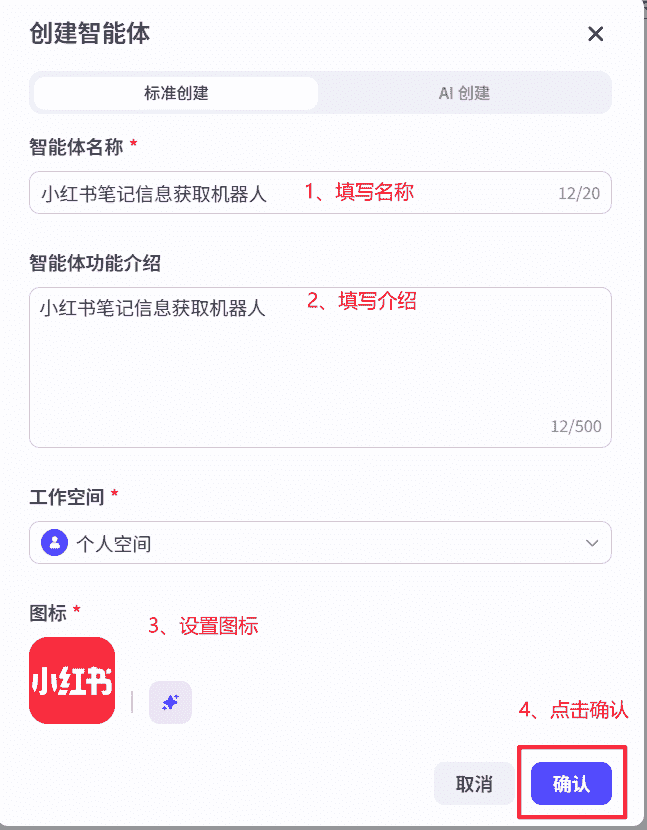 创建智能体
标准创建
AI 创建
智能体名称 *
小红书笔记信息获取机器人
1、填写名称
12/20
智能体功能介绍
小红书笔记信息获取机器人
2、填写介绍
12/500
工作空间 *
个人空间
图标 *
3、设置图标
小红书
4、点击确认
取消
确认